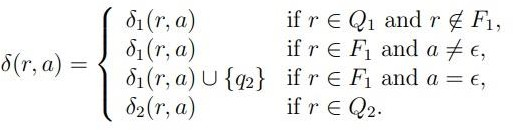 δ(r, a) = { δ₁(r, a) if r ∈ Q₁ and r ∉ F₁,
δ₁(r, a) if r ∈ F₁ and a ≠ ϵ,
δ₁(r, a) ∪ {q₂} if r ∈ F₁ and a = ϵ,
δ₂(r, a) if r ∈ Q₂.